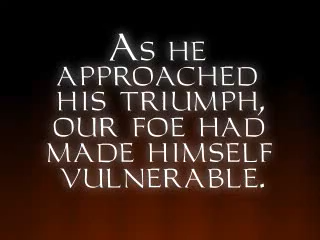 As he
approached
his triumph,
our foe had
made himself
vulnerable.